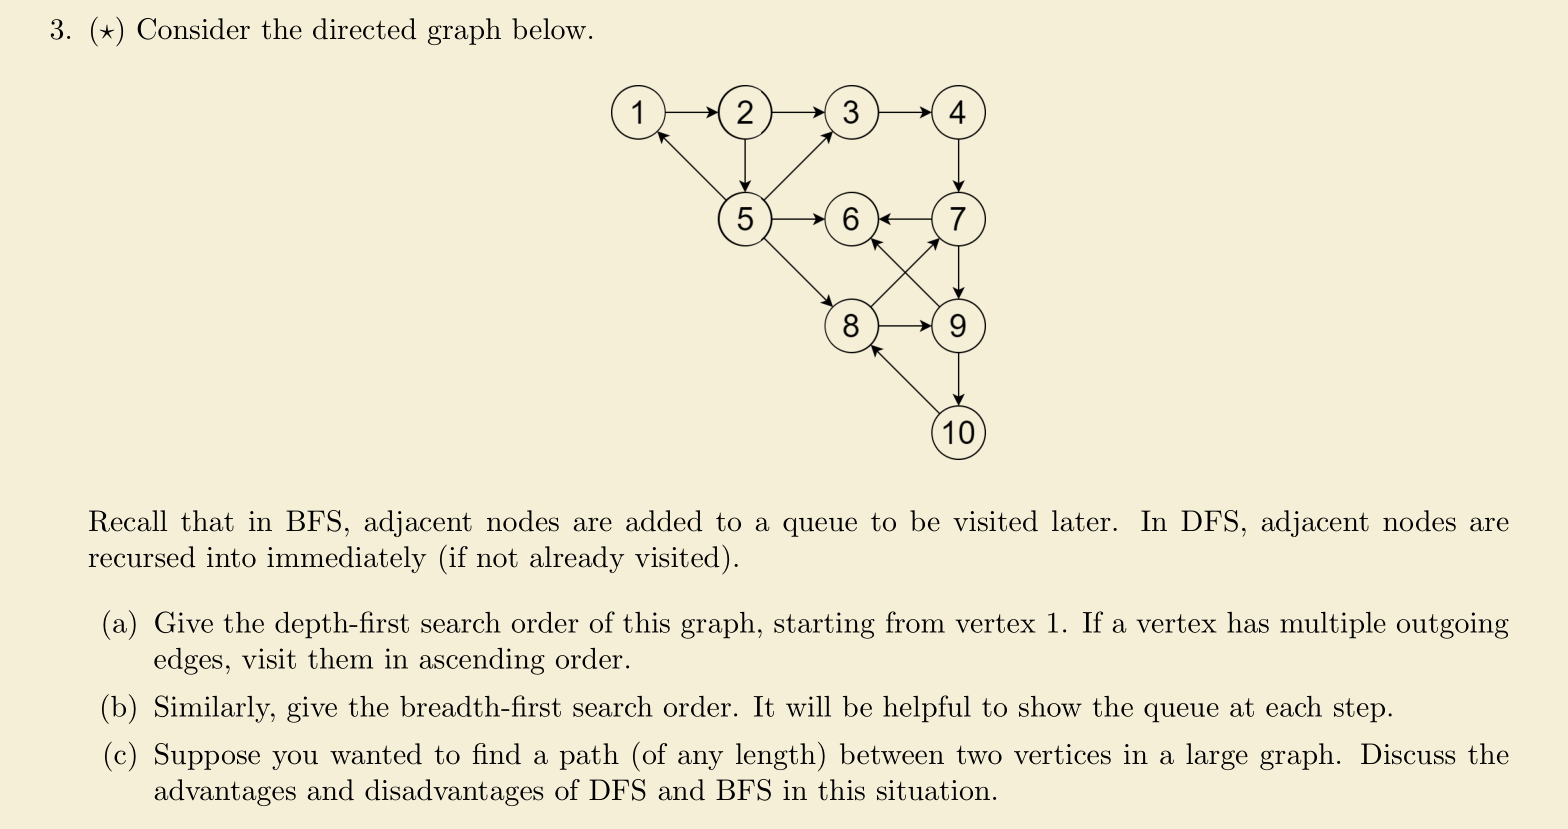 3. (⋆) Consider the directed graph below.
1 2 3 4
5 6 7
8 9
10
Recall that in BFS, adjacent nodes are added to a queue to be visited later. In DFS, adjacent nodes are
recursed into immediately (if not already visited).
(a) Give the depth-first search order of this graph, starting from vertex 1. If a vertex has multiple outgoing
edges, visit them in ascending order.
(b) Similarly, give the breadth-first search order. It will be helpful to show the queue at each step.
(c) Suppose you wanted to find a path (of any length) between two vertices in a large graph. Discuss the
advantages and disadvantages of DFS and BFS in this situation.